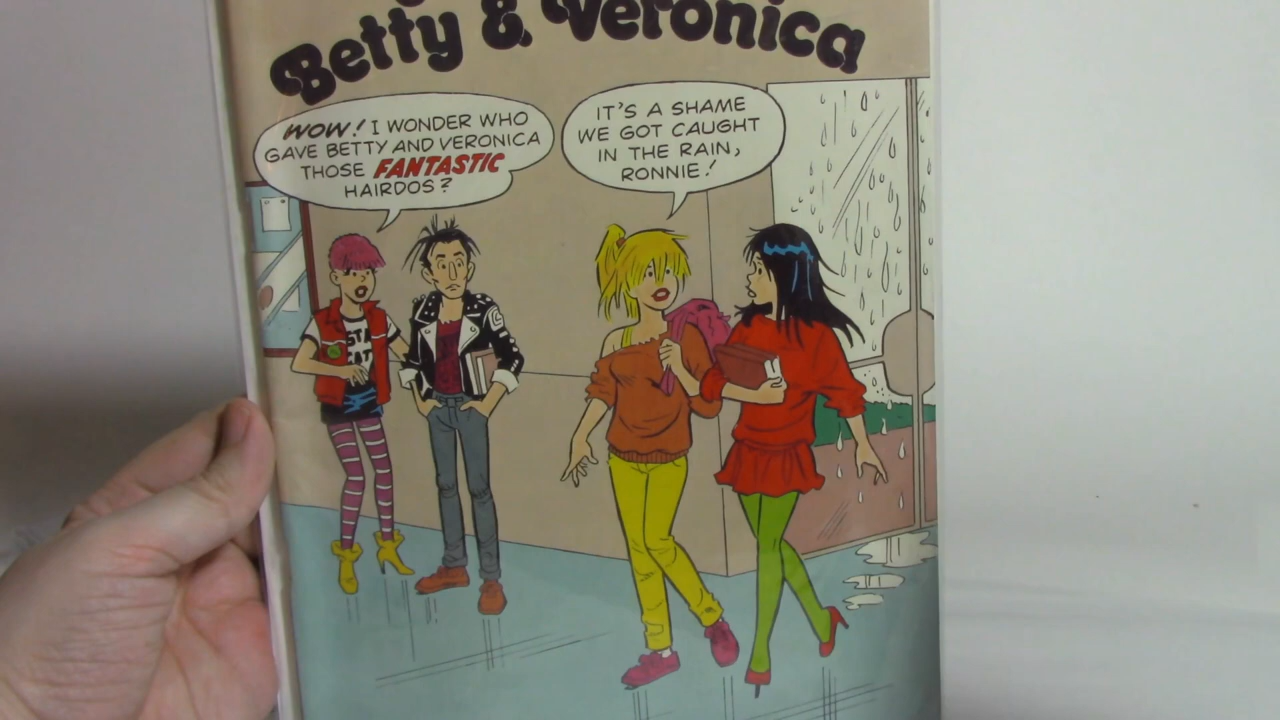 Betty & Veronica
WOW! I WONDER WHO
GAVE BETTY AND VERONICA
THOSE FANTASTIC
HAIRDOS?
IT'S A SHAME
WE GOT CAUGHT
IN THE RAIN,
RONNIE!